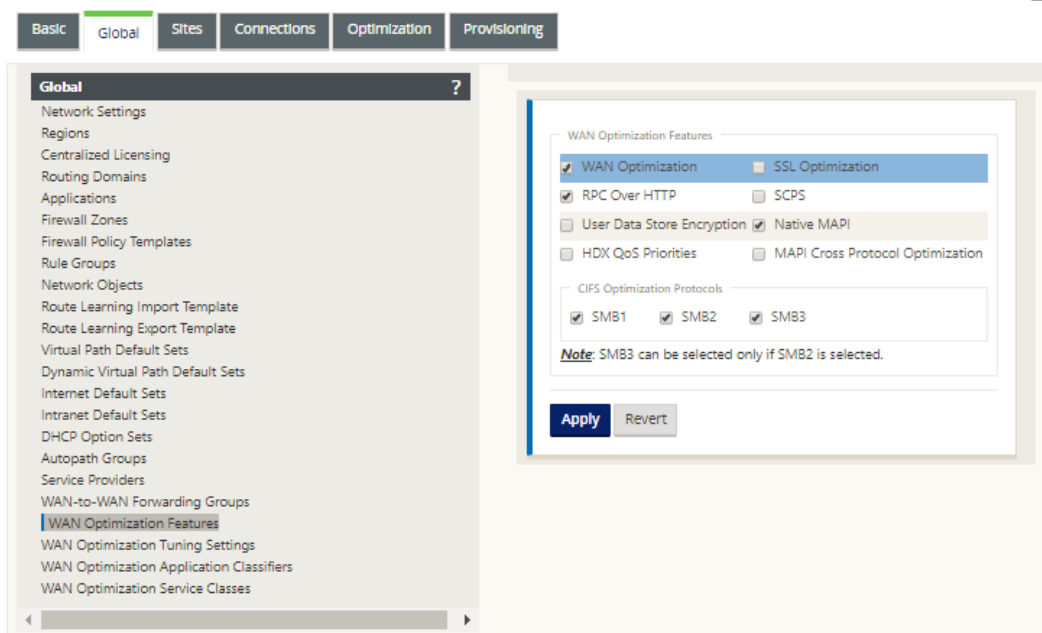 Basic Global Sites Connections Optimization Provisioning
Global ?
Network Settings
Regions
Centralized Licensing
Routing Domains
Applications
Firewall Zones
Firewall Policy Templates
Rule Groups
Network Objects
Route Learning Import Template
Route Learning Export Template
Virtual Path Default Sets
Dynamic Virtual Path Default Sets
Internet Default Sets
Intranet Default Sets
DHCP Option Sets
Autopath Groups
Service Providers
WAN-to-WAN Forwarding Groups
WAN Optimization Features
WAN Optimization Tuning Settings
WAN Optimization Application Classifiers
WAN Optimization Service Classes
WAN Optimization Features
WAN Optimization SSL Optimization
RPC Over HTTP SCPS
User Data Store Encryption Native MAPI
HDX QoS Priorities MAPI Cross Protocol Optimization
CIFS Optimization Protocols
SMB1 SMB2 SMB3
Note: SMB3 can be selected only if SMB2 is selected.
Apply Revert